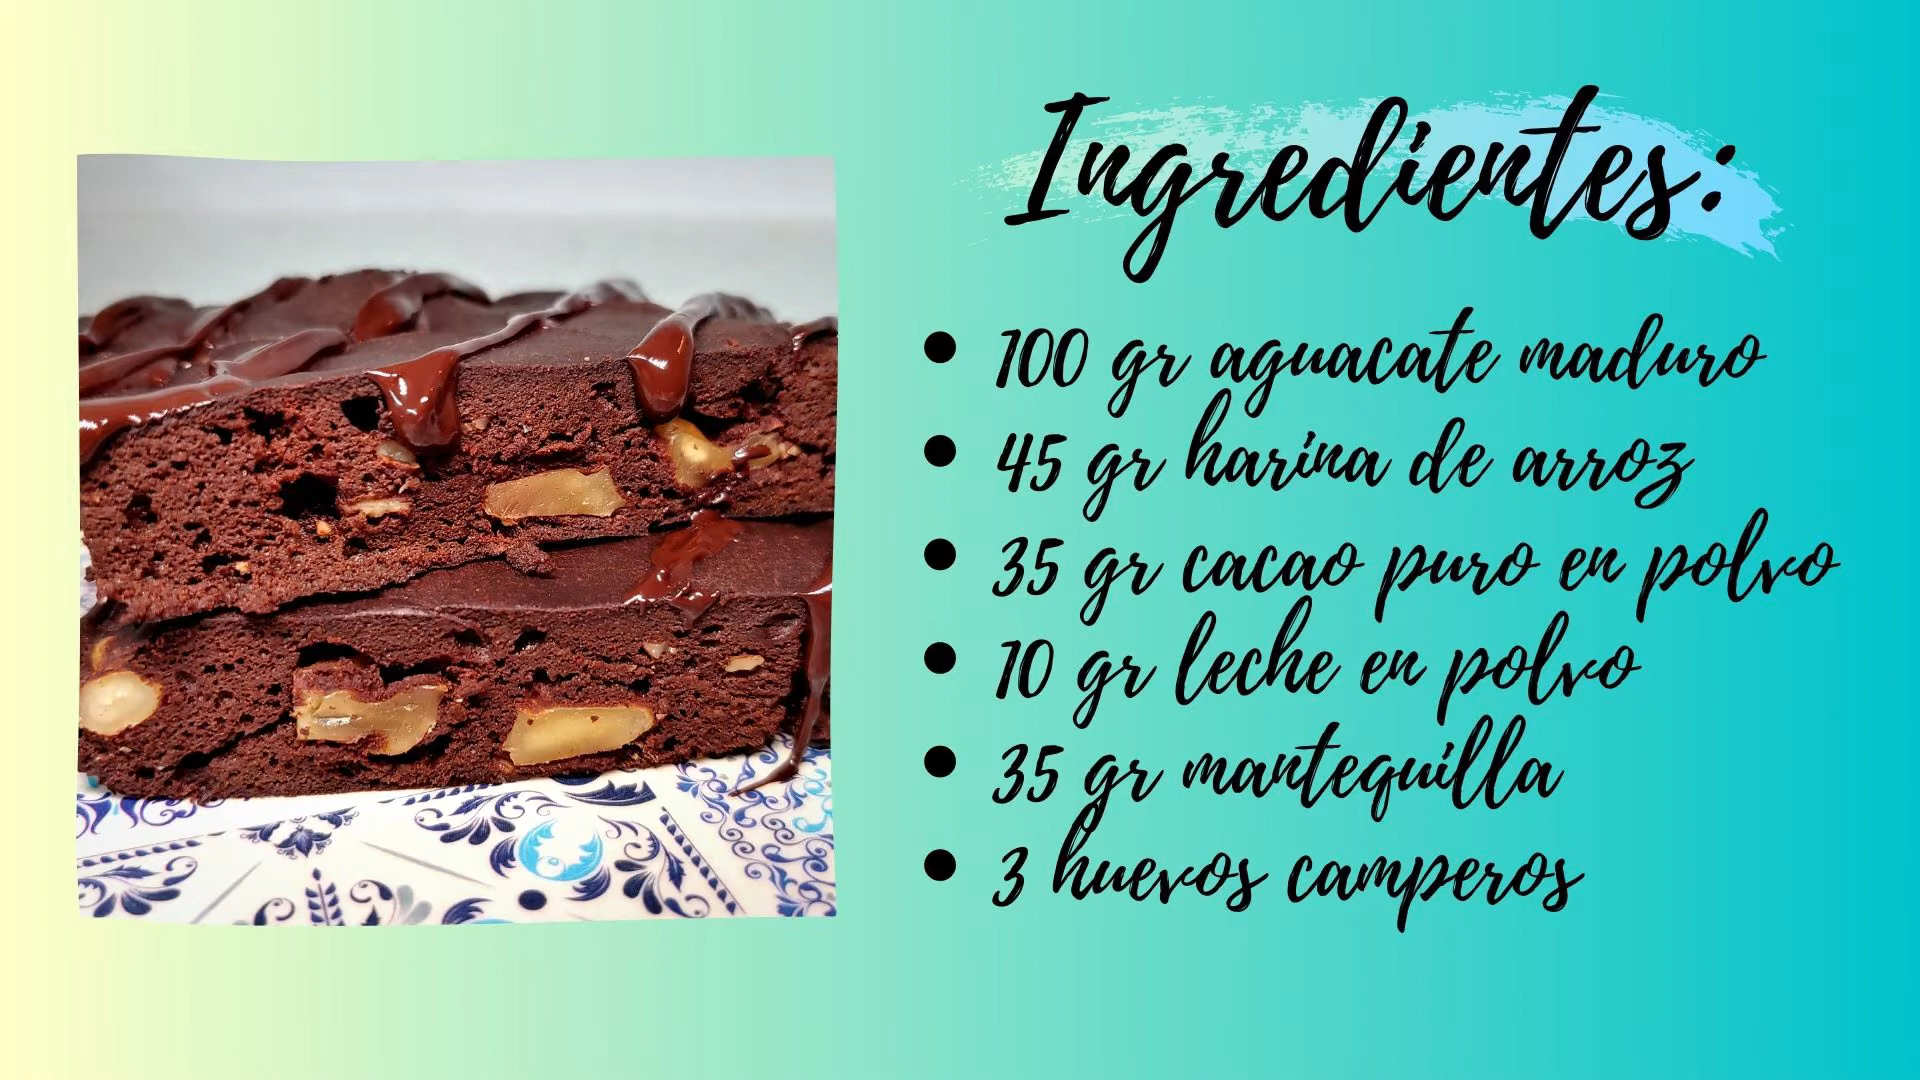 Ingredientes:
• 100 gr aguacate maduro
• 45 gr harina de arroz
• 35 gr cacao puro en polvo
• 10 gr leche en polvo
• 35 gr mantequilla
• 3 huevos camperos